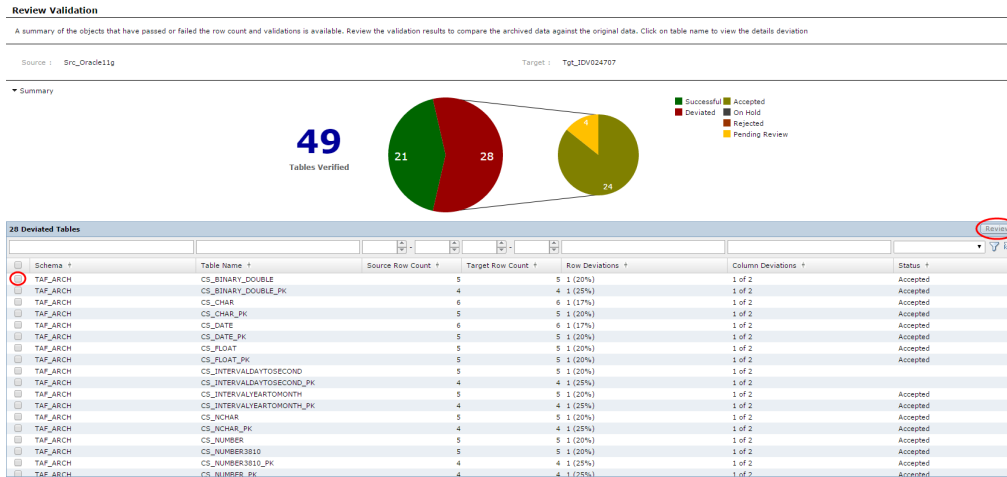 Review Validation
A summary of the objects that have passed or failed the row count and validations is available. Review the validation results to compare the archived data against the original data. Click on table name to view the details deviation
Source : Src_Oracle11g Target : Tgt_IDV024707
Summary
Successful Accepted
Deviated On Hold
Rejected
Pending Review
49
Tables Verified
21 28
4
24
28 Deviated Tables Review
- -
Schema Table Name Source Row Count Target Row Count Row Deviations Column Deviations Status
TAF_ARCH CS_BINARY_DOUBLE 5 5 1 (20%) 1 of 2 Accepted
TAF_ARCH CS_BINARY_DOUBLE_PK 4 4 1 (25%) 1 of 2 Accepted
TAF_ARCH CS_CHAR 6 6 1 (17%) 1 of 2 Accepted
TAF_ARCH CS_CHAR_PK 5 5 1 (20%) 1 of 2 Accepted
TAF_ARCH CS_DATE 6 6 1 (17%) 1 of 2 Accepted
TAF_ARCH CS_DATE_PK 5 5 1 (20%) 1 of 2 Accepted
TAF_ARCH CS_FLOAT 5 5 1 (20%) 1 of 2 Accepted
TAF_ARCH CS_FLOAT_PK 5 5 1 (20%) 1 of 2 Accepted
TAF_ARCH CS_INTERVALDAYTOSECOND 5 5 1 (20%) 1 of 2
TAF_ARCH CS_INTERVALDAYTOSECOND_PK 4 4 1 (25%) 1 of 2
TAF_ARCH CS_INTERVALYEARTOMONTH 5 5 1 (20%) 1 of 2 Accepted
TAF_ARCH CS_INTERVALYEARTOMONTH_PK 4 4 1 (25%) 1 of 2 Accepted
TAF_ARCH CS_NCHAR 5 5 1 (20%) 1 of 2 Accepted
TAF_ARCH CS_NCHAR_PK 4 4 1 (25%) 1 of 2 Accepted
TAF_ARCH CS_NUMBER 5 5 1 (20%) 1 of 2 Accepted
TAF_ARCH CS_NUMBER3810 5 5 1 (20%) 1 of 2 Accepted
TAF_ARCH CS_NUMBER3810_PK 4 4 1 (25%) 1 of 2 Accepted
TAF_ARCH CS_NUMBER_PK 4 4 1 (25%) 1 of 2 Accepted